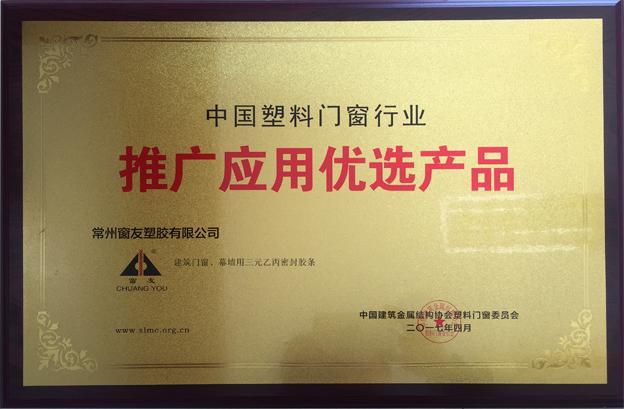 中国塑料门窗行业
推广应用优选产品
常州窗友塑胶有限公司
窗友
CHUANG YOU
建筑门窗、幕墙用三元乙丙密封胶条
www.slmc.org.cn
中国建筑金属结构协会塑料门窗委员会
二〇一七年四月